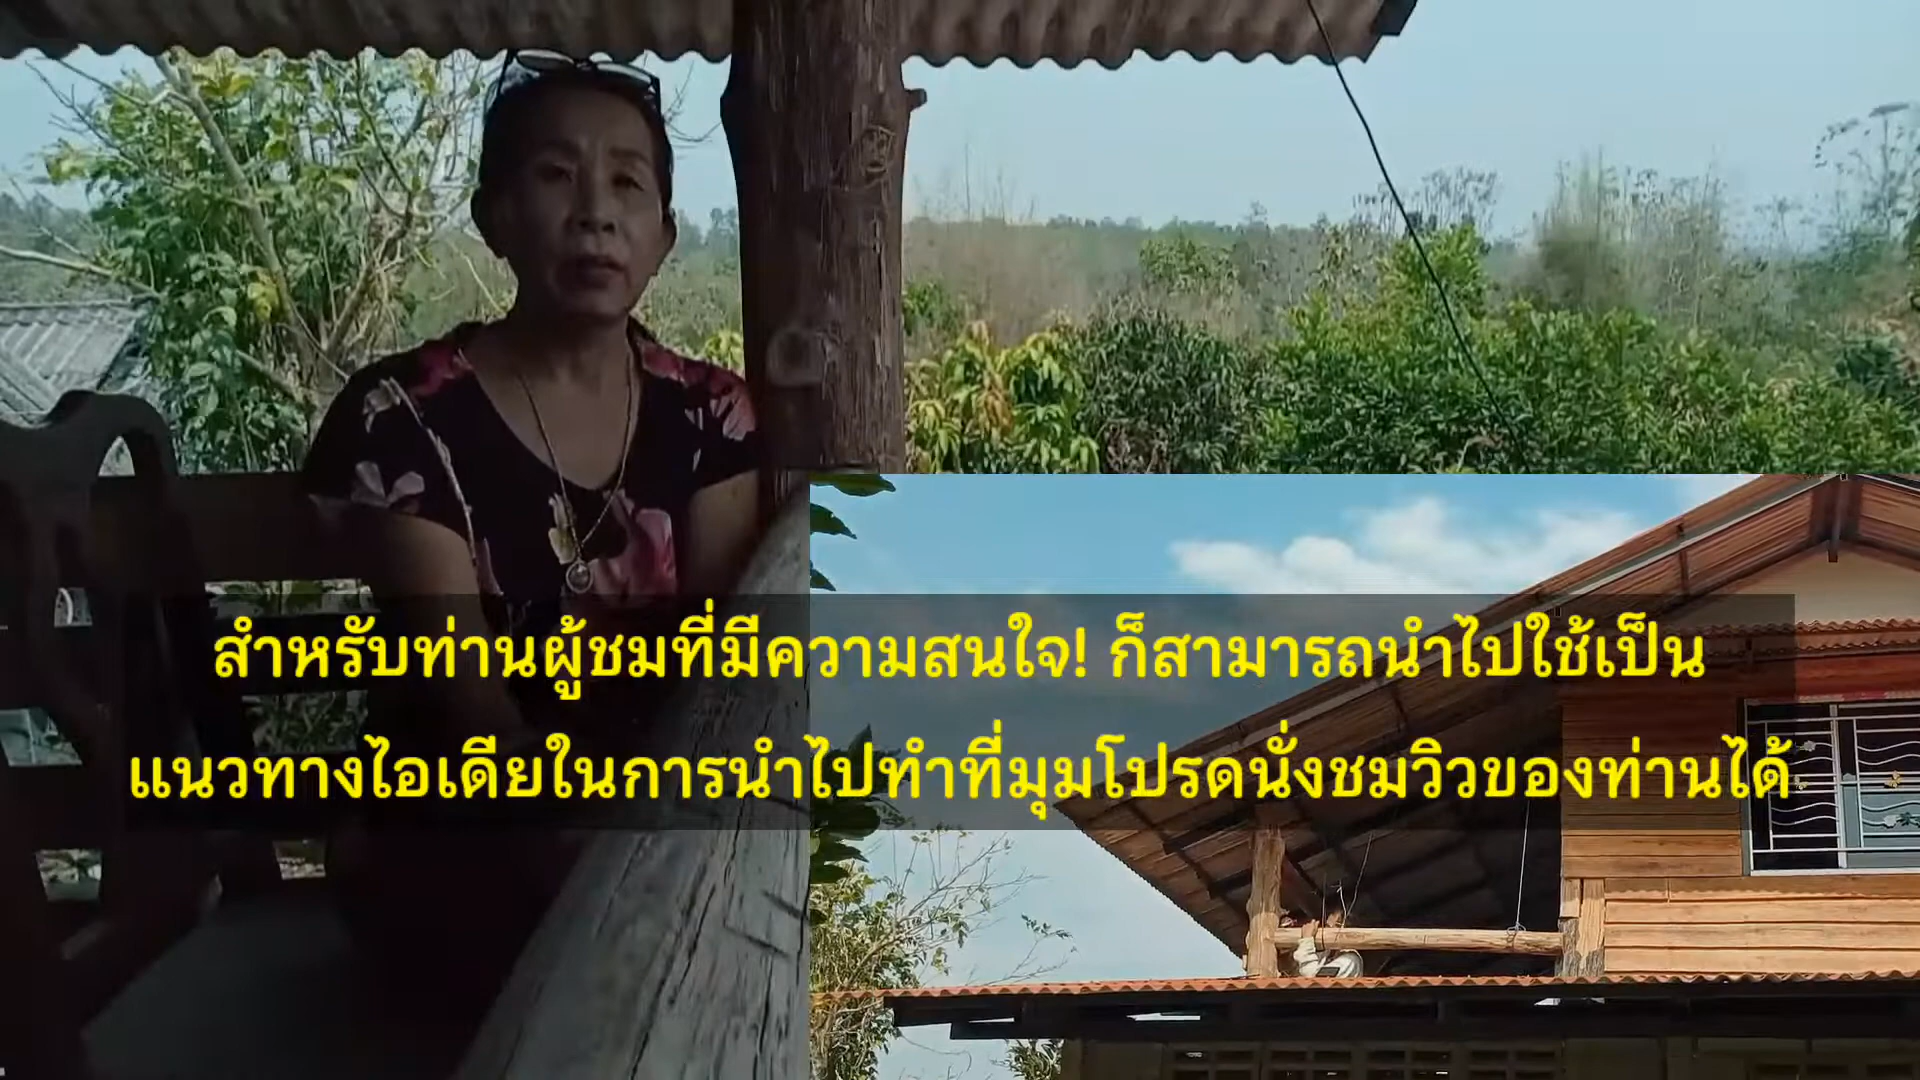 สำหรับท่านผู้ชมที่มีความสนใจ! ก็สามารถนำไปใช้เป็น
แนวทางไอเดียในการนำไปทำที่มุมโปรดนั่งชมวิวของท่านได้